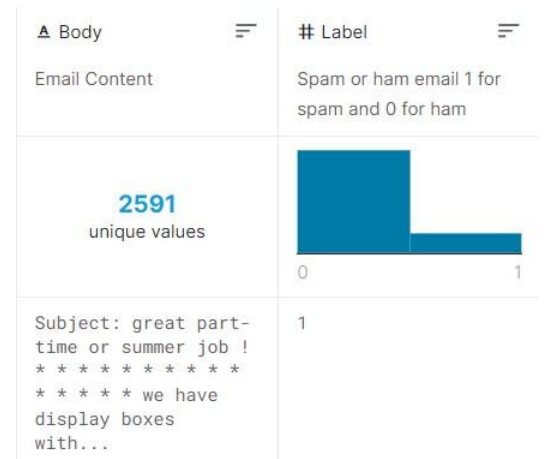 A Body
# Label
Email Content
Spam or ham email 1 for
spam and 0 for ham
2591
unique values
0 1
Subject: great part-
time or summer job !
* * * * * * * * * *
* * * * * we have
display boxes
with...
1